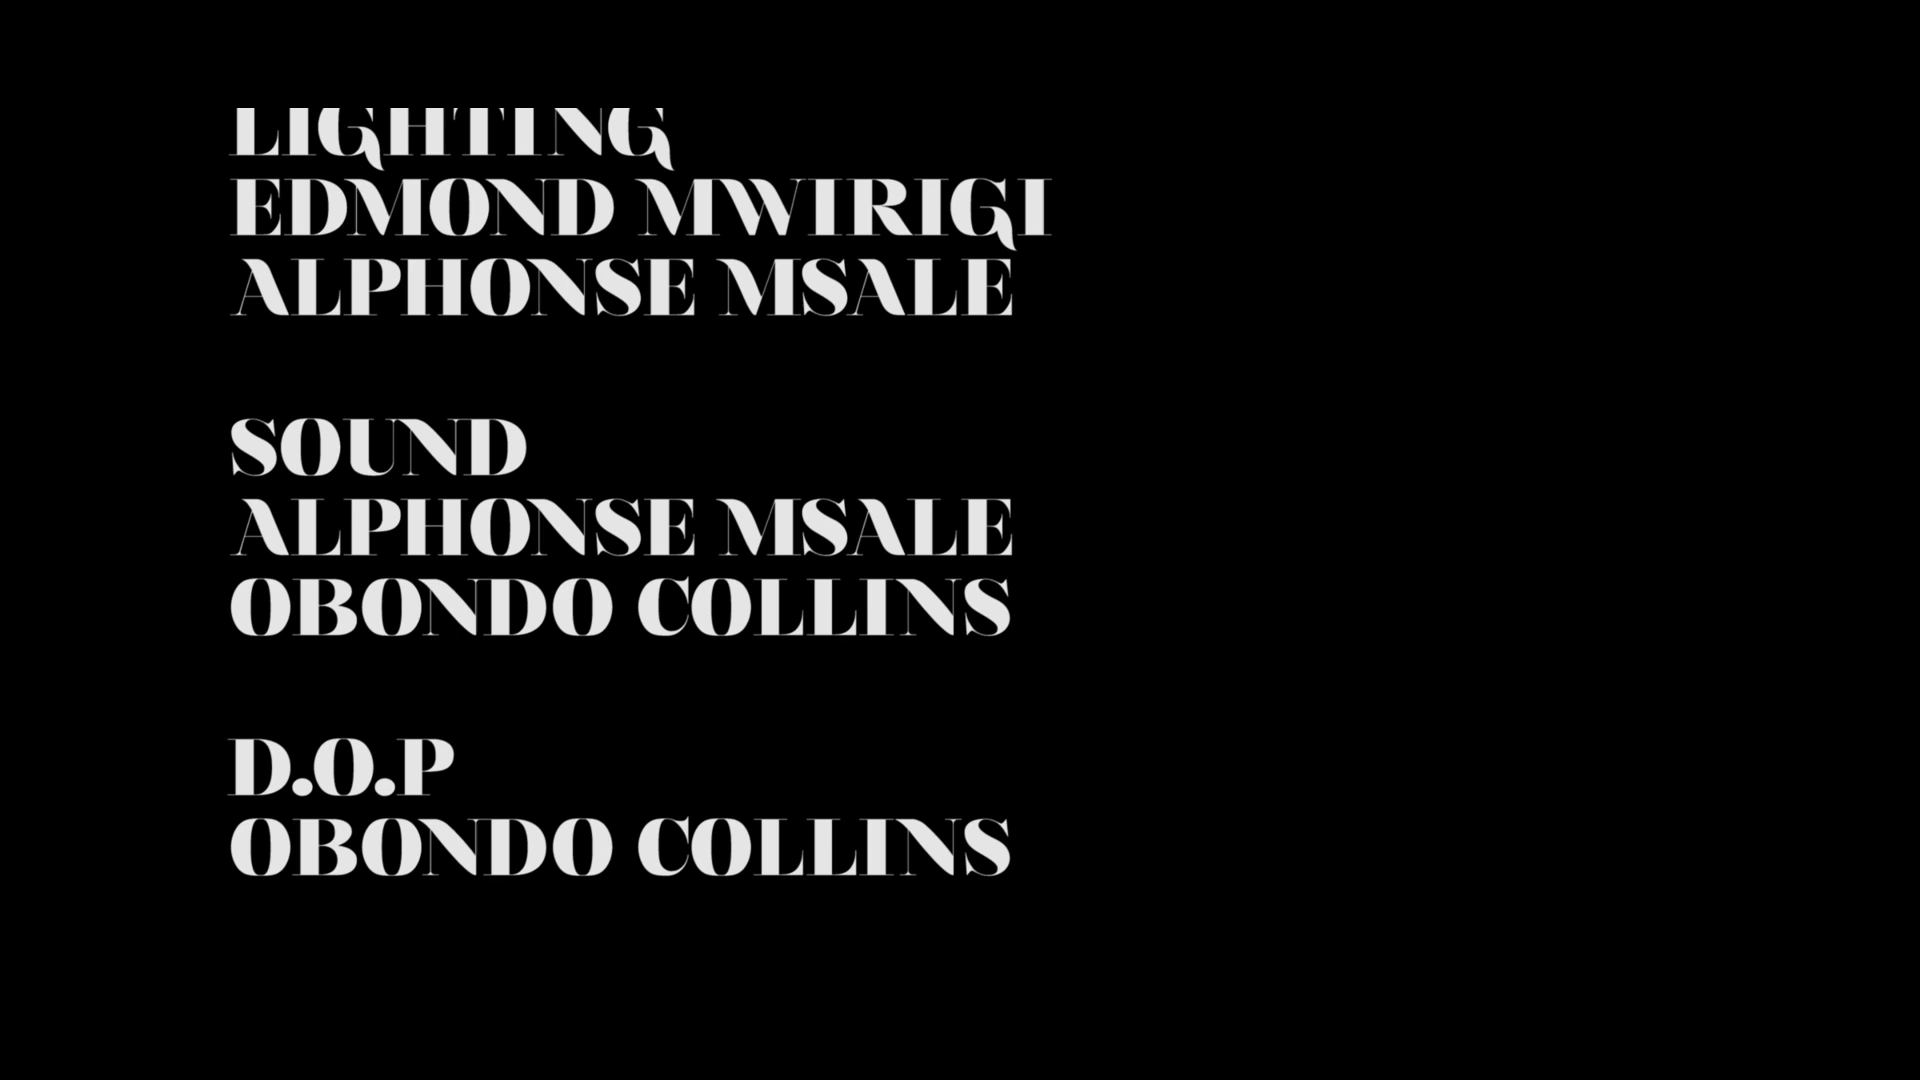 LIGHTING
EDMOND MWIRIGI
ALPHONSE MSALE
SOUND
ALPHONSE MSALE
OBONDO COLLINS
D.O.P
OBONDO COLLINS